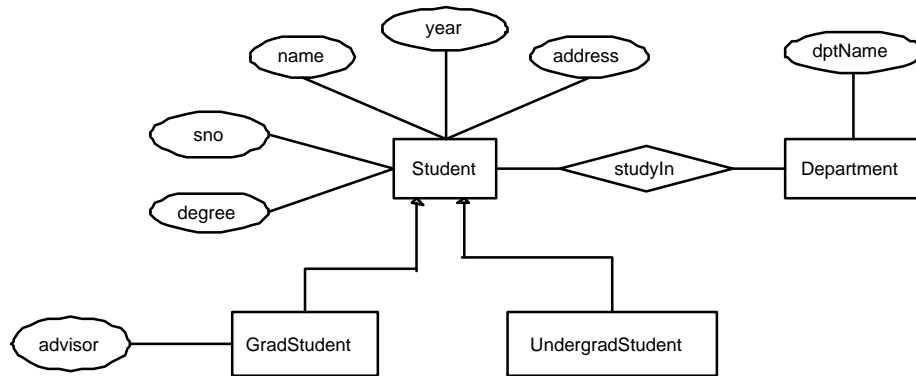 year
name
address
dptName
sno
Student
studyIn
Department
degree
advisor
GradStudent
UndergradStudent